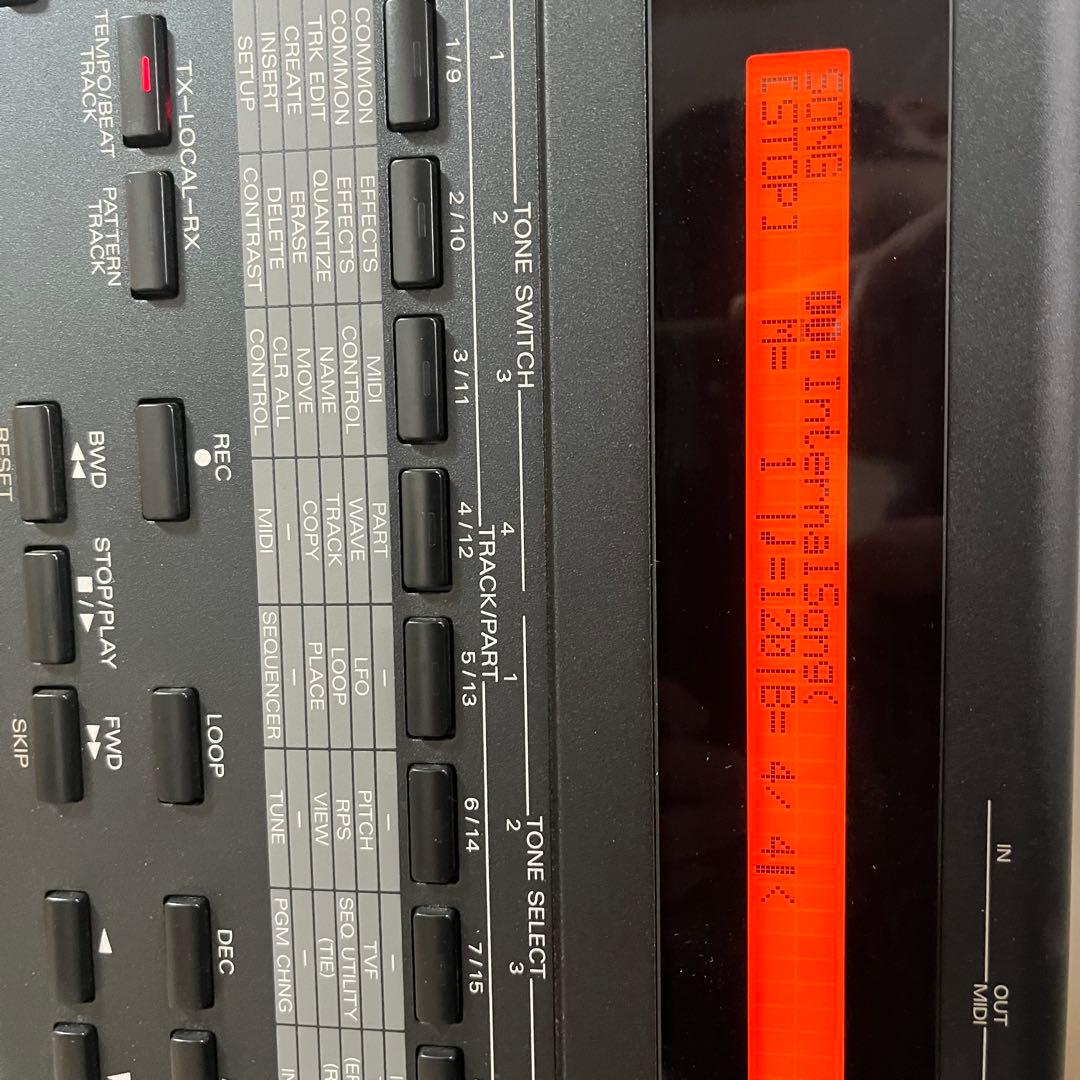 IN
OUT
MIDI
SONG 00:InternalSong(
[STOP] M= 1 |♪=120|B= 4/ 4|<
TONE SWITCH
1 2 3 4
TONE SELECT
1 2 3
TRACK/PART
1/9 2/10 3/11 4/12 5/13 6/14 7/15
COMMON EFFECTS MIDI PART – PITCH TVF –
COMMON EFFECTS CONTROL WAVE LFO RPS SEQ UTILITY
TRK EDIT QUANTIZE NAME TRACK LOOP VIEW (TIE)
CREATE ERASE MOVE COPY PLACE – –
INSERT DELETE CLR ALL – – TUNE PGM CHNG
SETUP CONTRAST CONTROL MIDI SEQUENCER
TX–LOCAL–RX
REC ●
LOOP
DEC
TEMPO/BEAT
TRACK
PATTERN
TRACK
BWD
◀◀
STOP/PLAY
■/▶
FWD
▶▶
◀
RESET
SKIP